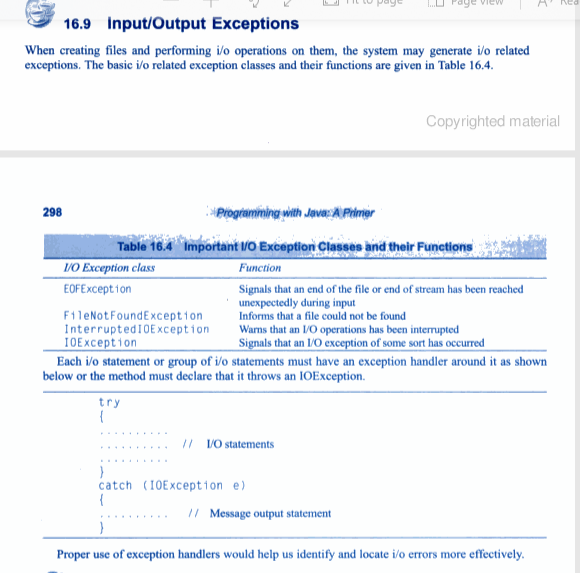 Page view
16.9 Input/Output Exceptions
When creating files and performing i/o operations on them, the system may generate i/o related
exceptions. The basic i/o related exception classes and their functions are given in Table 16.4.
Copyrighted material
298 Programming with Java: A Primer
Table 16.4 Important I/O Exception Classes and their Functions
I/O Exception class Function
EOFException Signals that an end of the file or end of stream has been reached
unexpectedly during input
FileNotFoundException Informs that a file could not be found
InterruptedIOException Warns that an I/O operations has been interrupted
IOException Signals that an I/O exception of some sort has occurred
Each i/o statement or group of i/o statements must have an exception handler around it as shown
below or the method must declare that it throws an IOException.
try
{
..........
.......... // I/O statements
..........
}
catch (IOException e)
{
.......... // Message output statement
}
Proper use of exception handlers would help us identify and locate i/o errors more effectively.